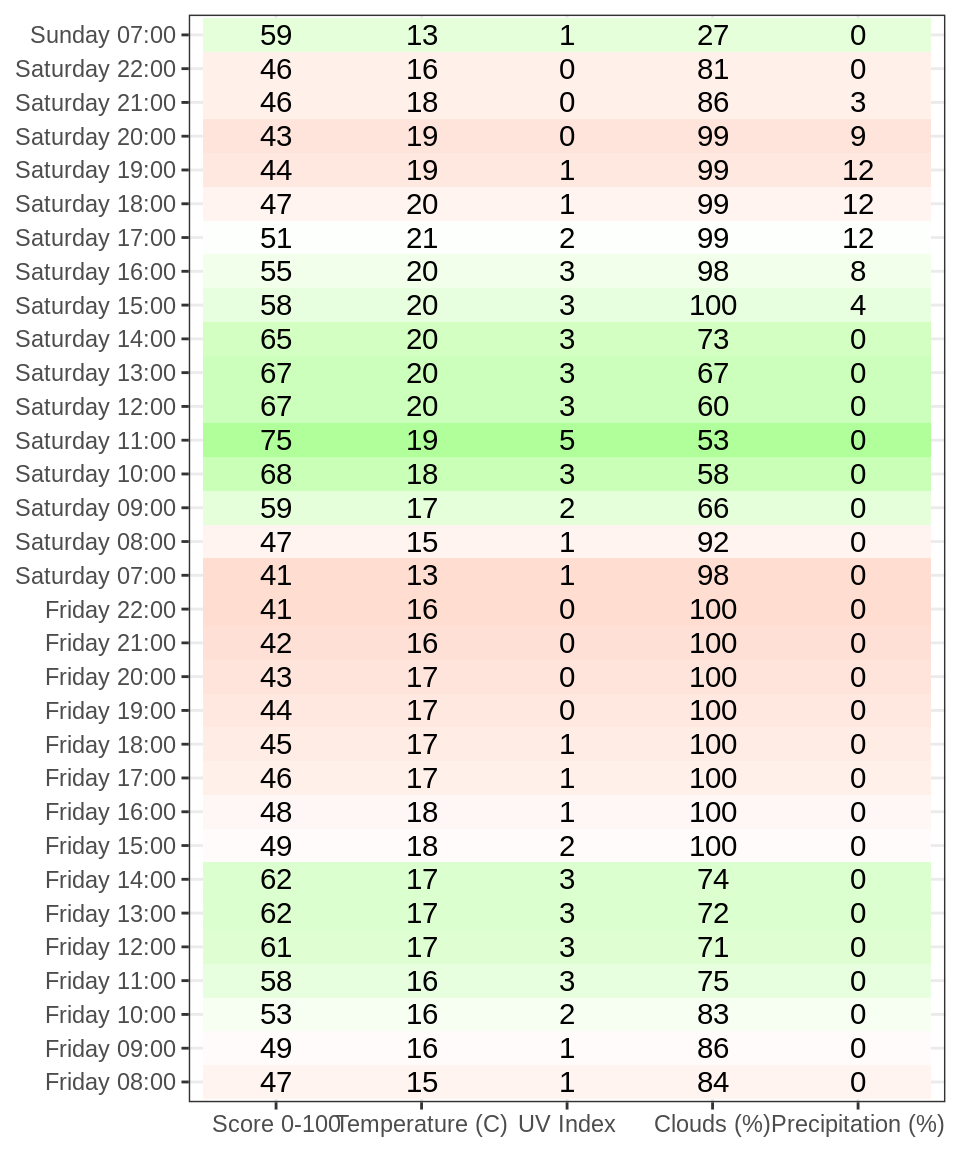 Sunday 07:00 59 13 1 27 0
Saturday 22:00 46 16 0 81 0
Saturday 21:00 46 18 0 86 3
Saturday 20:00 43 19 0 99 9
Saturday 19:00 44 19 1 99 12
Saturday 18:00 47 20 1 99 12
Saturday 17:00 51 21 2 99 12
Saturday 16:00 55 20 3 98 8
Saturday 15:00 58 20 3 100 4
Saturday 14:00 65 20 3 73 0
Saturday 13:00 67 20 3 67 0
Saturday 12:00 67 20 3 60 0
Saturday 11:00 75 19 5 53 0
Saturday 10:00 68 18 3 58 0
Saturday 09:00 59 17 2 66 0
Saturday 08:00 47 15 1 92 0
Saturday 07:00 41 13 1 98 0
Friday 22:00 41 16 0 100 0
Friday 21:00 42 16 0 100 0
Friday 20:00 43 17 0 100 0
Friday 19:00 44 17 0 100 0
Friday 18:00 45 17 1 100 0
Friday 17:00 46 17 1 100 0
Friday 16:00 48 18 1 100 0
Friday 15:00 49 18 2 100 0
Friday 14:00 62 17 3 74 0
Friday 13:00 62 17 3 72 0
Friday 12:00 61 17 3 71 0
Friday 11:00 58 16 3 75 0
Friday 10:00 53 16 2 83 0
Friday 09:00 49 16 1 86 0
Friday 08:00 47 15 1 84 0
Score 0-100 Temperature (C) UV Index Clouds (%) Precipitation (%)